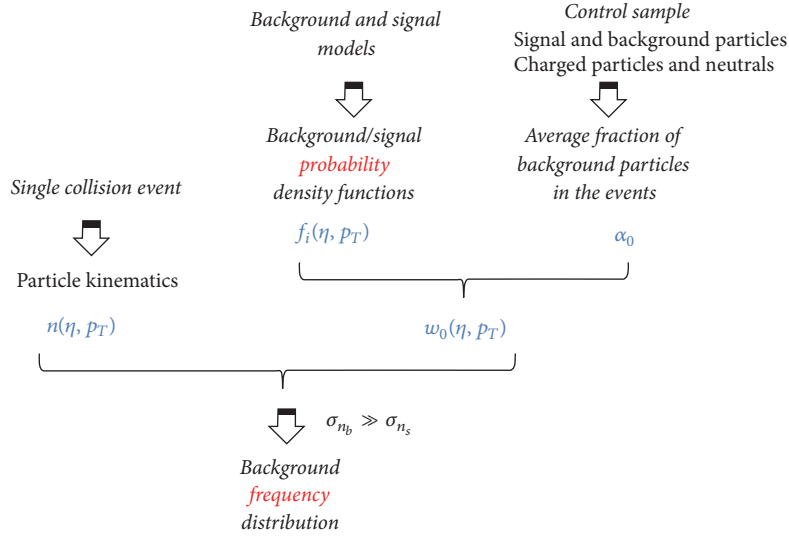 Background and signal
models
Control sample
Signal and background particles
Charged particles and neutrals
Background/signal
probability
density functions
Average fraction of
background particles
in the events
Single collision event
f_i(η, p_T)
α_0
Particle kinematics
n(η, p_T)
w_0(η, p_T)
σ_{n_b} ≫ σ_{n_s}
Background
frequency
distribution